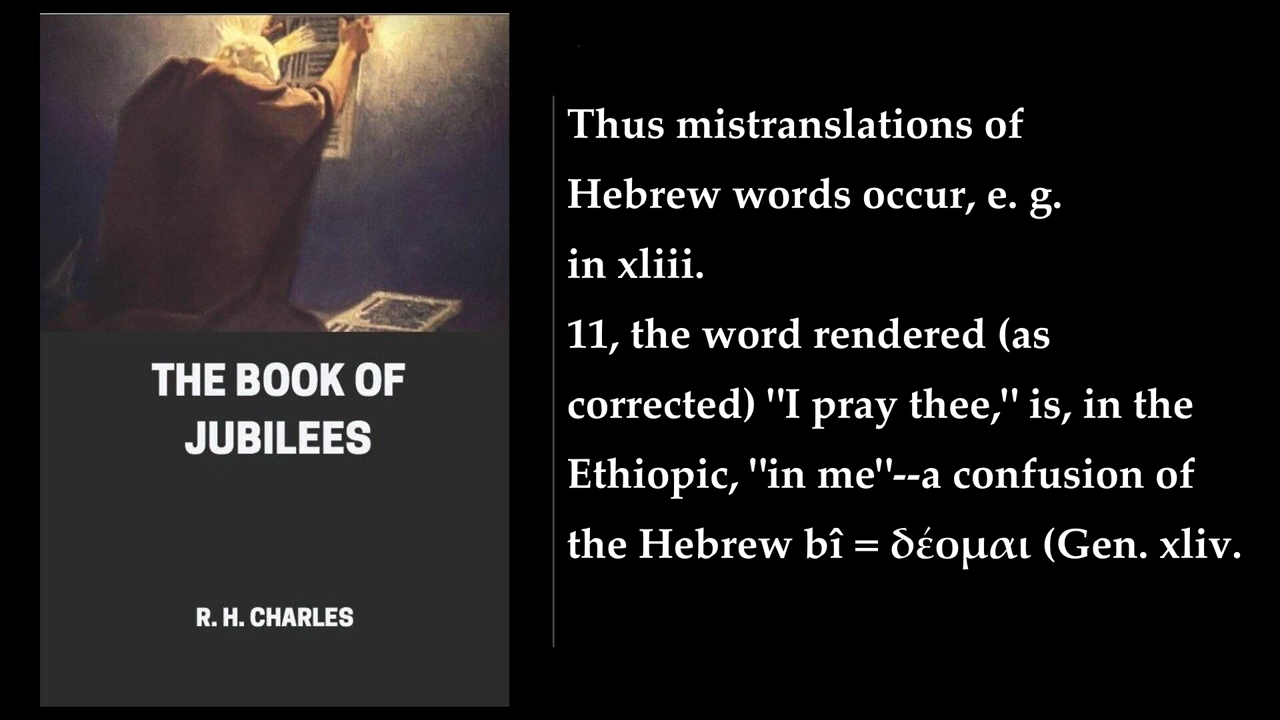 THE BOOK OF
JUBILEES
R. H. CHARLES
Thus mistranslations of
Hebrew words occur, e. g.
in xliii.
11, the word rendered (as
corrected) "I pray thee," is, in the
Ethiopic, "in me"--a confusion of
the Hebrew bî = δέομαι (Gen. xliv.